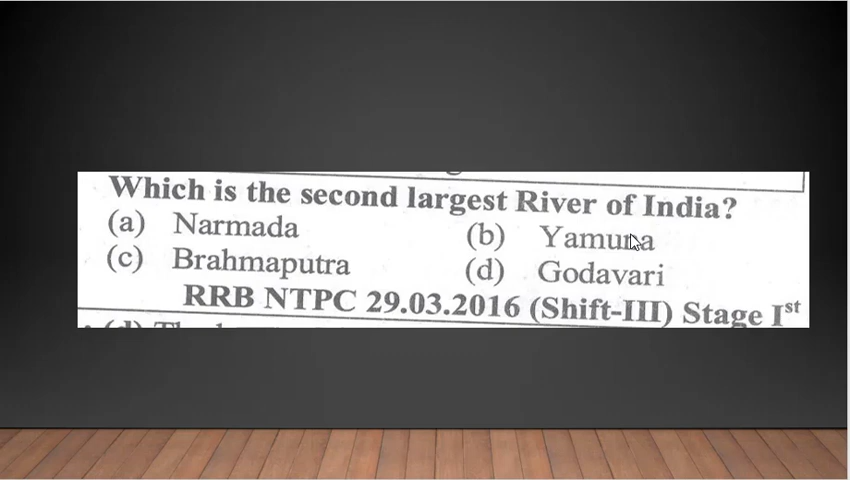 Which is the second largest River of India?
(a) Narmada (b) Yamuna
(c) Brahmaputra (d) Godavari
RRB NTPC 29.03.2016 (Shift-III) Stage Ist